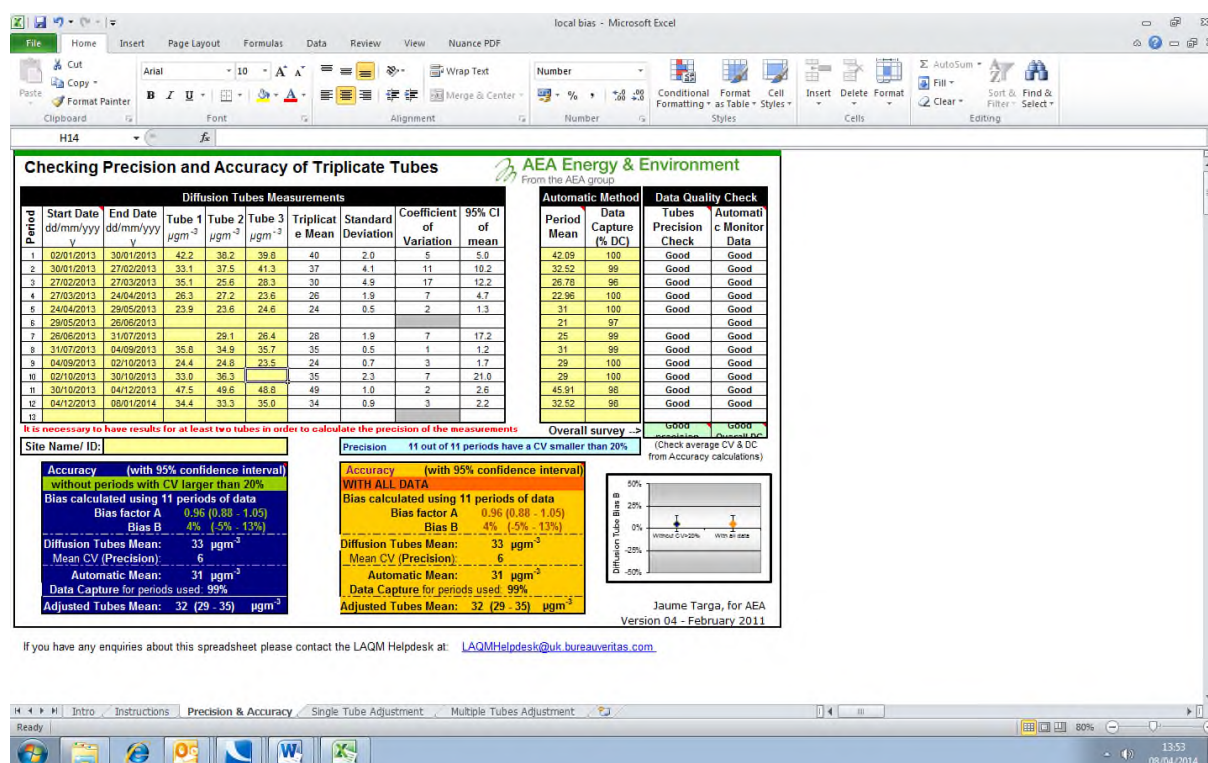 local bias - Microsoft Excel
File Home Insert Page Layout Formulas Data Review View Nuance PDF
Paste
Cut
Copy
Format Painter
Clipboard
Arial 10
B I U
Font
Wrap Text
Merge & Center
Alignment
Number
Number
Conditional Formatting
Format as Table
Cell Styles
Styles
Insert Delete Format
Cells
AutoSum
Fill
Clear
Sort & Filter
Find & Select
Editing
H14 fx
Checking Precision and Accuracy of Triplicate Tubes
AEA Energy & Environment
From the AEA group
Diffusion Tubes Measurements
Automatic Method Data Quality Check
Period Start Date dd/mm/yyyy End Date dd/mm/yyyy Tube 1 µgm-3 Tube 2 µgm-3 Tube 3 µgm-3 Triplicate Mean Standard Deviation Coefficient of Variation 95% CI of mean Period Mean Data Capture (% DC) Tubes Precision Check Automatic Monitor Data
1 02/01/2013 30/01/2013 42.2 38.2 39.8 40 2.0 5 5.0 42.09 100 Good Good
2 30/01/2013 27/02/2013 33.1 37.5 41.3 37 4.1 11 10.2 32.52 99 Good Good
3 27/02/2013 27/03/2013 35.1 25.6 28.3 30 4.9 17 12.2 26.78 96 Good Good
4 27/03/2013 24/04/2013 26.3 27.2 23.6 26 1.9 7 4.7 22.96 100 Good Good
5 24/04/2013 29/05/2013 23.9 23.6 24.6 24 0.5 2 1.3 31 100 Good Good
6 29/05/2013 26/06/2013 21 97 Good
7 26/06/2013 31/07/2013 29.1 26.4 28 1.9 7 17.2 25 99 Good Good
8 31/07/2013 04/09/2013 35.8 34.9 35.7 35 0.5 1 1.2 31 99 Good Good
9 04/09/2013 02/10/2013 24.4 24.8 23.5 24 0.7 3 1.7 29 100 Good Good
10 02/10/2013 30/10/2013 33.0 36.3 35 2.3 7 21.0 29 100 Good Good
11 30/10/2013 04/12/2013 47.5 49.6 48.8 49 1.0 2 2.6 45.91 98 Good Good
12 04/12/2013 08/01/2014 34.4 33.3 35.0 34 0.9 3 2.2 32.52 98 Good Good
13
It is necessary to have results for at least two tubes in order to calculate the precision of the measurements
Overall survey --> Good precision Good Overall DC
Site Name/ ID:
Precision 11 out of 11 periods have a CV smaller than 20%
(Check average CV & DC from Accuracy calculations)
Accuracy (with 95% confidence interval)
without periods with CV larger than 20%
Bias calculated using 11 periods of data
Bias factor A 0.96 (0.88 - 1.05)
Bias B 4% (-5% - 13%)
Diffusion Tubes Mean: 33 µgm-3
Mean CV (Precision): 6
Automatic Mean: 31 µgm-3
Data Capture for periods used: 99%
Adjusted Tubes Mean: 32 (29 - 35) µgm-3
Accuracy (with 95% confidence interval)
WITH ALL DATA
Bias calculated using 11 periods of data
Bias factor A 0.96 (0.88 - 1.05)
Bias B 4% (-5% - 13%)
Diffusion Tubes Mean: 33 µgm-3
Mean CV (Precision): 6
Automatic Mean: 31 µgm-3
Data Capture for periods used: 99%
Adjusted Tubes Mean: 32 (29 - 35) µgm-3
Diffusion Tube Bias B
50%
25%
0%
-25%
-50%
Without CV>20% With all data
Jaume Targa, for AEA
Version 04 - February 2011
If you have any enquiries about this spreadsheet please contact the LAQM Helpdesk at: LAQMHelpdesk@uk.bureauveritas.com
Intro Instructions Precision & Accuracy Single Tube Adjustment Multiple Tubes Adjustment
Ready 80%
13:53
08/04/2014